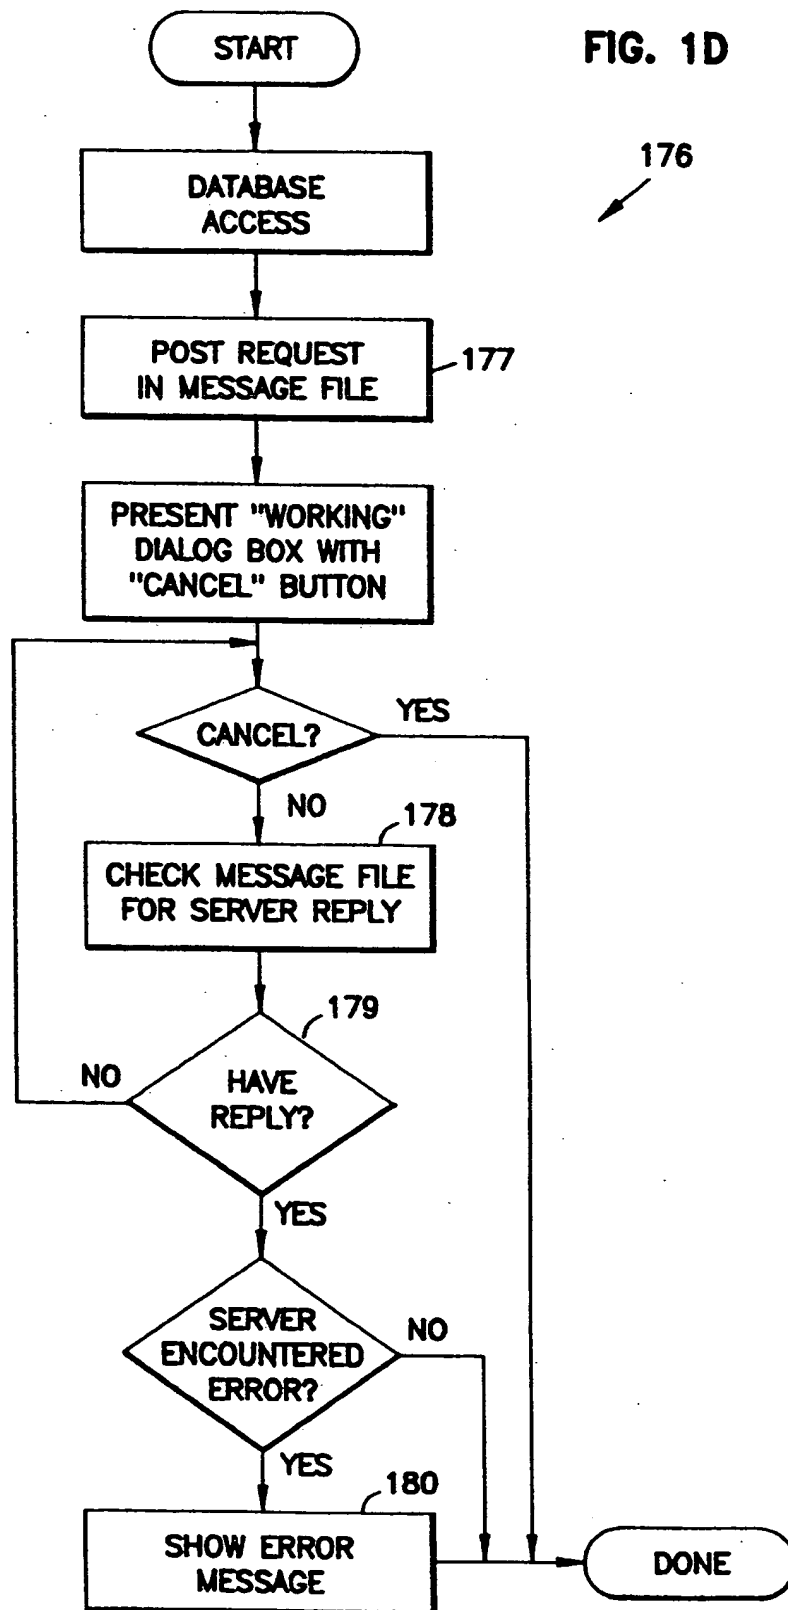 START
FIG. 1D
176
DATABASE
ACCESS
POST REQUEST
IN MESSAGE FILE
177
PRESENT "WORKING"
DIALOG BOX WITH
"CANCEL" BUTTON
CANCEL?
YES
NO
178
CHECK MESSAGE FILE
FOR SERVER REPLY
179
NO
HAVE
REPLY?
YES
SERVER
ENCOUNTERED
ERROR?
NO
YES
180
SHOW ERROR
MESSAGE
DONE